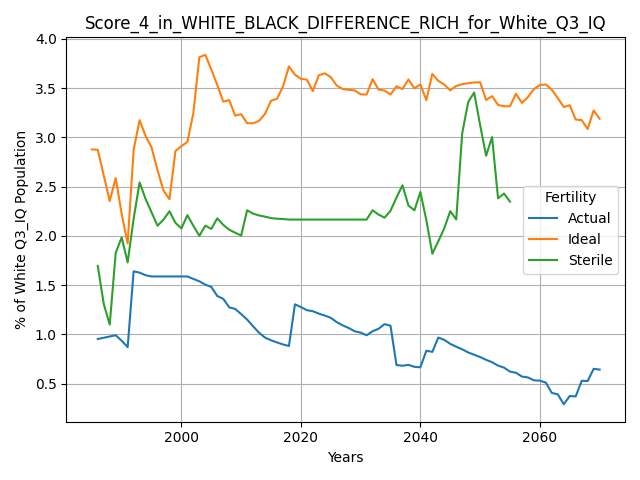 Score_4_in_WHITE_BLACK_DIFFERENCE_RICH_for_White_Q3_IQ
% of White Q3_IQ Population
4.0
3.5
3.0
2.5
2.0
1.5
1.0
0.5
Fertility
Actual
Ideal
Sterile
2000
2020
2040
2060
Years